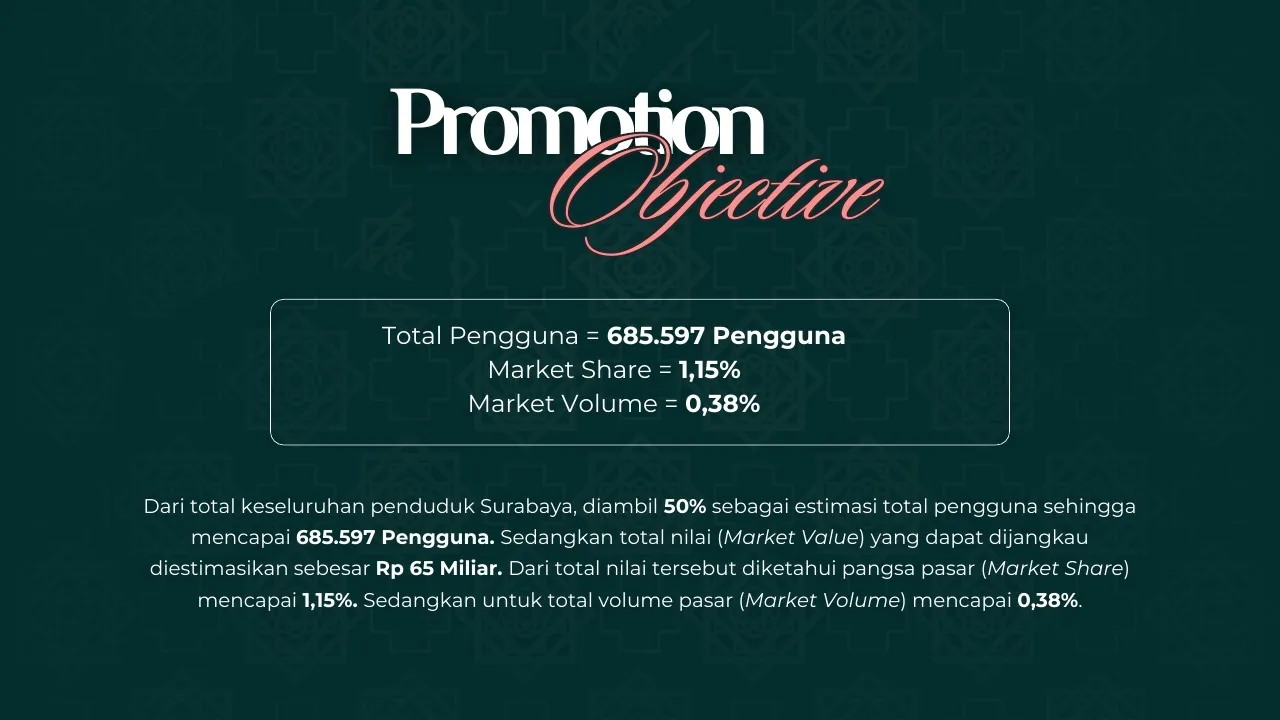 Promotion
Objective
Total Pengguna = 685.597 Pengguna
Market Share = 1,15%
Market Volume = 0,38%
Dari total keseluruhan penduduk Surabaya, diambil 50% sebagai estimasi total pengguna sehingga
mencapai 685.597 Pengguna. Sedangkan total nilai (Market Value) yang dapat dijangkau
diestimasikan sebesar Rp 65 Miliar. Dari total nilai tersebut diketahui pangsa pasar (Market Share)
mencapai 1,15%. Sedangkan untuk total volume pasar (Market Volume) mencapai 0,38%.